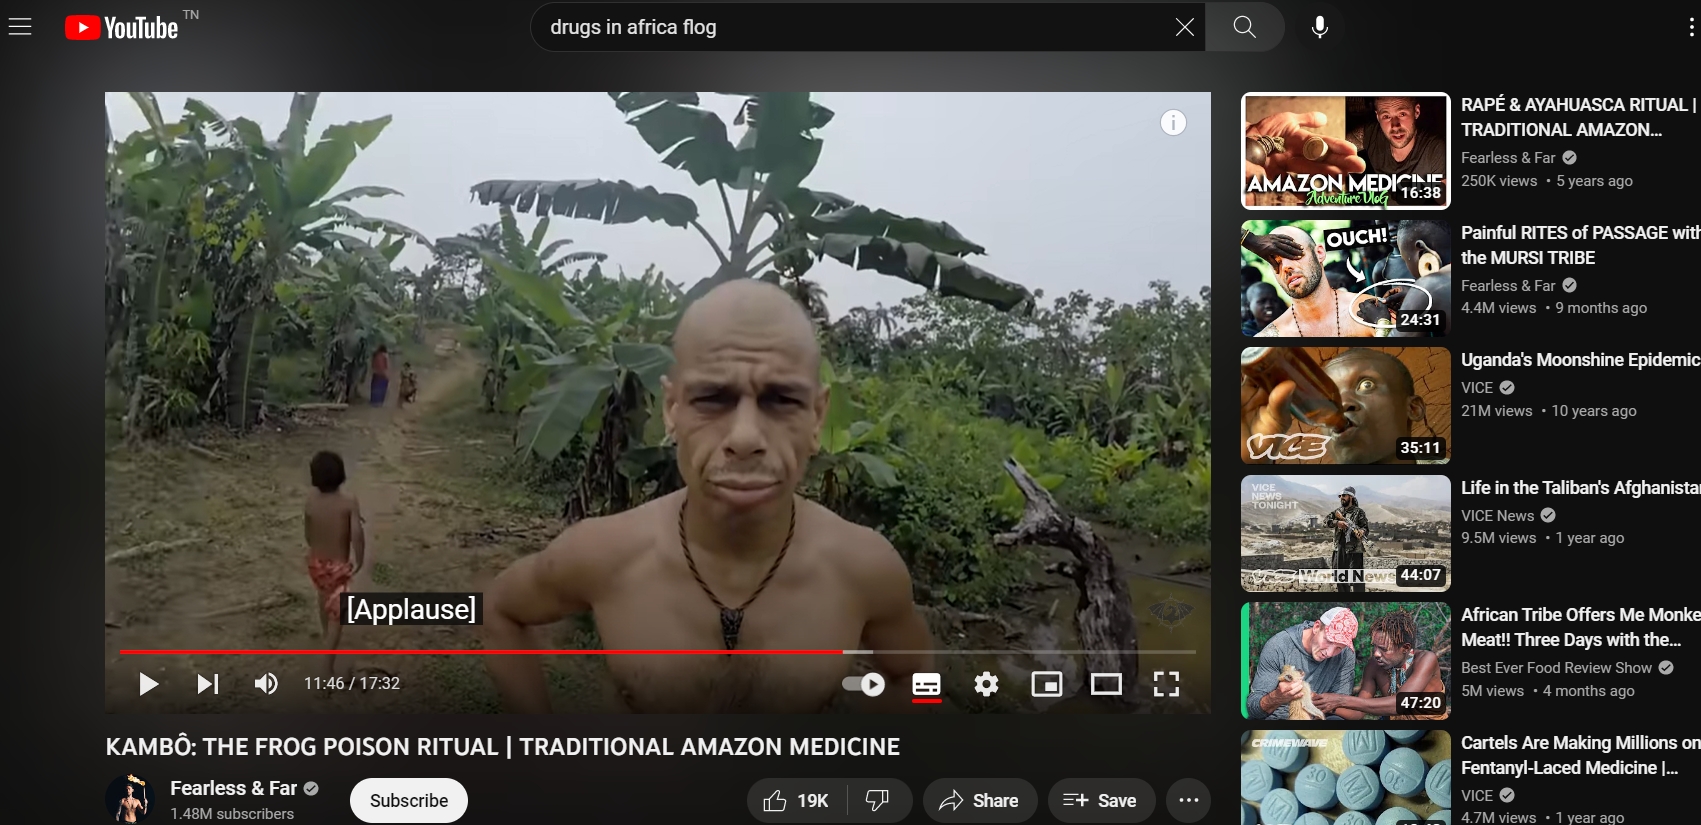 YouTube TN
drugs in africa flog
[Applause]
11:46 / 17:32
KAMBÔ: THE FROG POISON RITUAL | TRADITIONAL AMAZON MEDICINE
Fearless & Far
1.48M subscribers
Subscribe
19K
Share
Save
AMAZON MEDICINE
Adventure Vlog
16:38
RAPÉ & AYAHUASCA RITUAL |
TRADITIONAL AMAZON...
Fearless & Far
250K views • 5 years ago
OUCH!
24:31
Painful RITES of PASSAGE with
the MURSI TRIBE
Fearless & Far
4.4M views • 9 months ago
VICE
35:11
Uganda's Moonshine Epidemic
VICE
21M views • 10 years ago
VICE
NEWS
TONIGHT
World News
44:07
Life in the Taliban's Afghanistan
VICE News
9.5M views • 1 year ago
47:20
African Tribe Offers Me Monke
Meat!! Three Days with the...
Best Ever Food Review Show
5M views • 4 months ago
CRIMEWAVE
30
M
Cartels Are Making Millions on
Fentanyl-Laced Medicine |...
VICE
4.7M views • 1 year ago